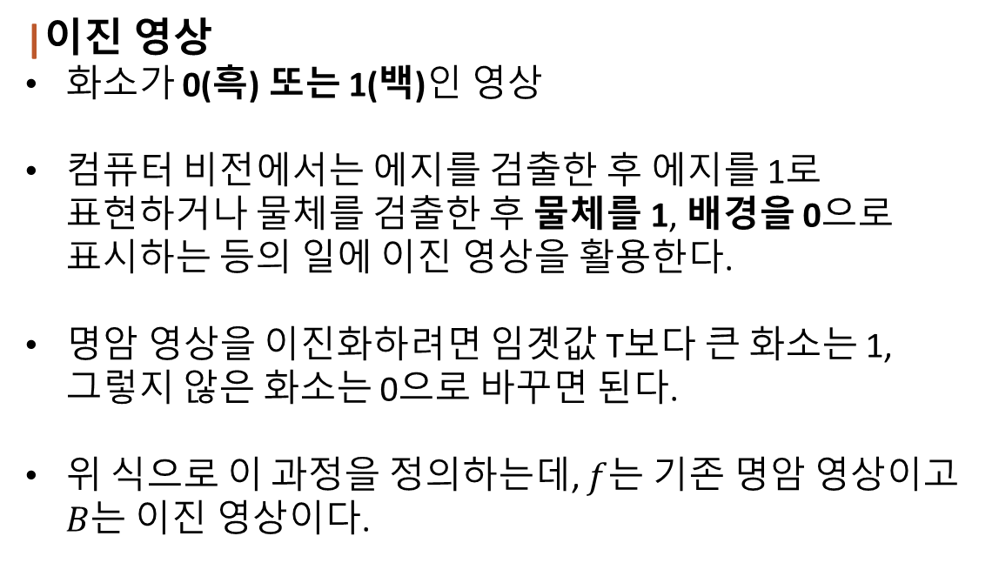 이진 영상
• 화소가 0(흑) 또는 1(백)인 영상
• 컴퓨터 비전에서는 에지를 검출한 후 에지를 1로
표현하거나 물체를 검출한 후 물체를 1, 배경을 0으로
표시하는 등의 일에 이진 영상을 활용한다.
• 명암 영상을 이진화하려면 임곗값 T보다 큰 화소는 1,
그렇지 않은 화소는 0으로 바꾸면 된다.
• 위 식으로 이 과정을 정의하는데, f는 기존 명암 영상이고
B는 이진 영상이다.